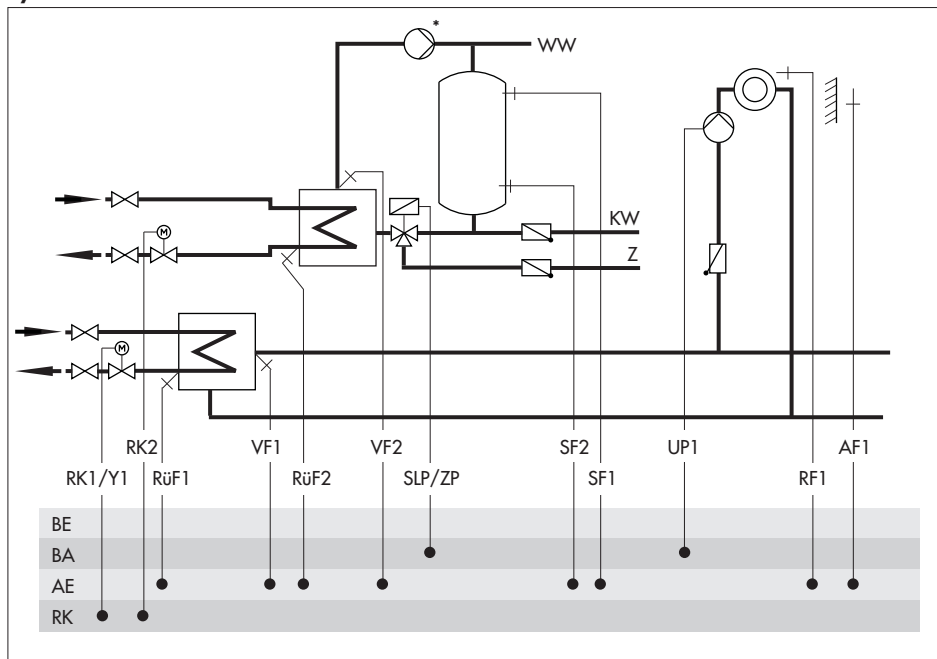 *
WW
KW
Z
M
M
RK2 VF1 VF2 SF2 UP1 AF1
RK1/Y1 RüF1 RüF2 SLP/ZP SF1 RF1
BE
BA
AE
RK